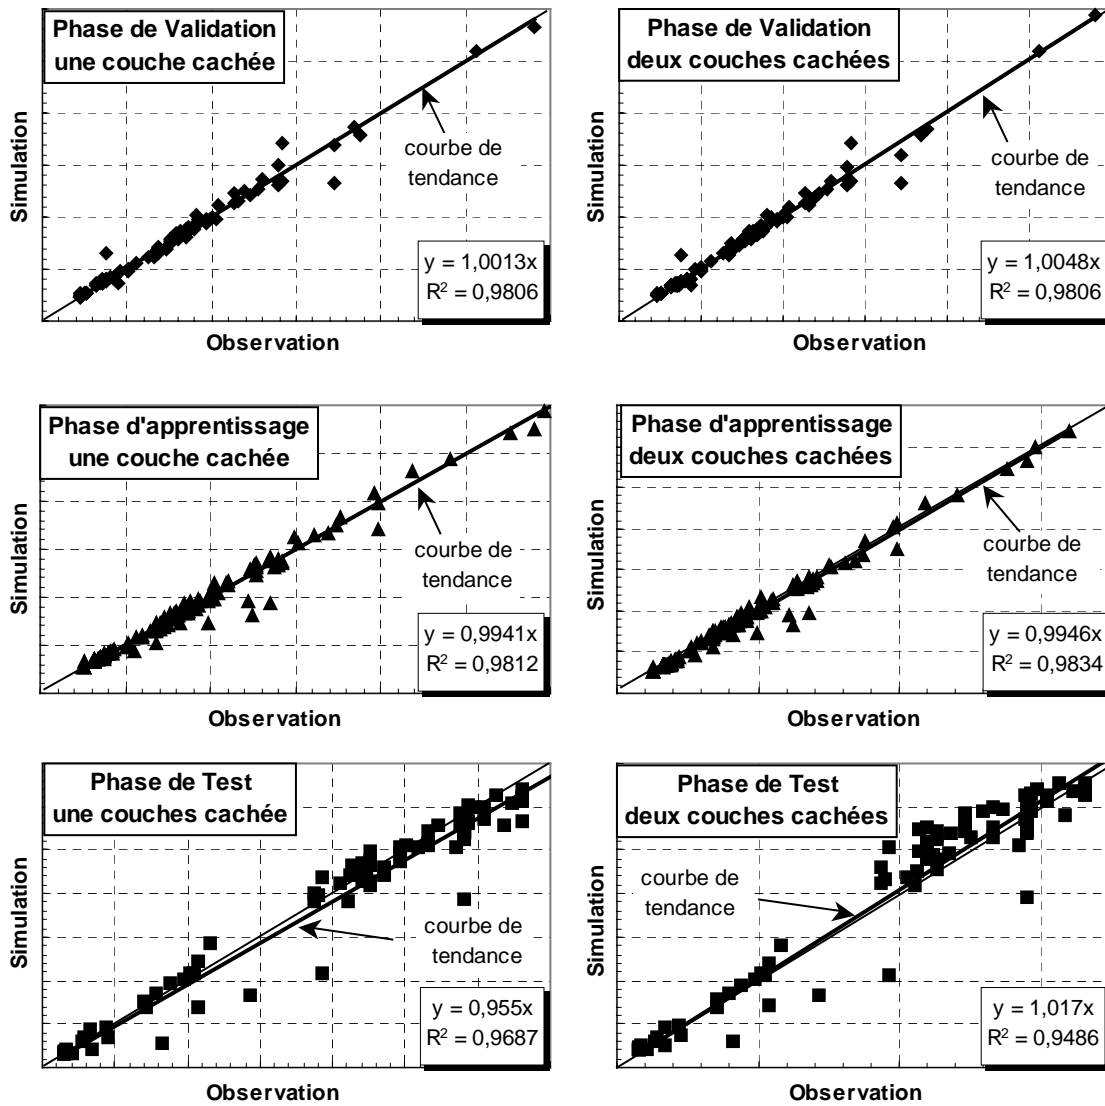 Phase de Validation
une couche cachée
Simulation
courbe de
tendance
y = 1,0013x
R² = 0,9806
Observation
Phase de Validation
deux couches cachées
Simulation
courbe de
tendance
y = 1,0048x
R² = 0,9806
Observation
Phase d'apprentissage
une couche cachée
Simulation
courbe de
tendance
y = 0,9941x
R² = 0,9812
Observation
Phase d'apprentissage
deux couches cachées
Simulation
courbe de
tendance
y = 0,9946x
R² = 0,9834
Observation
Phase de Test
une couches cachée
Simulation
courbe de
tendance
y = 0,955x
R² = 0,9687
Observation
Phase de Test
deux couches cachées
Simulation
courbe de
tendance
y = 1,017x
R² = 0,9486
Observation